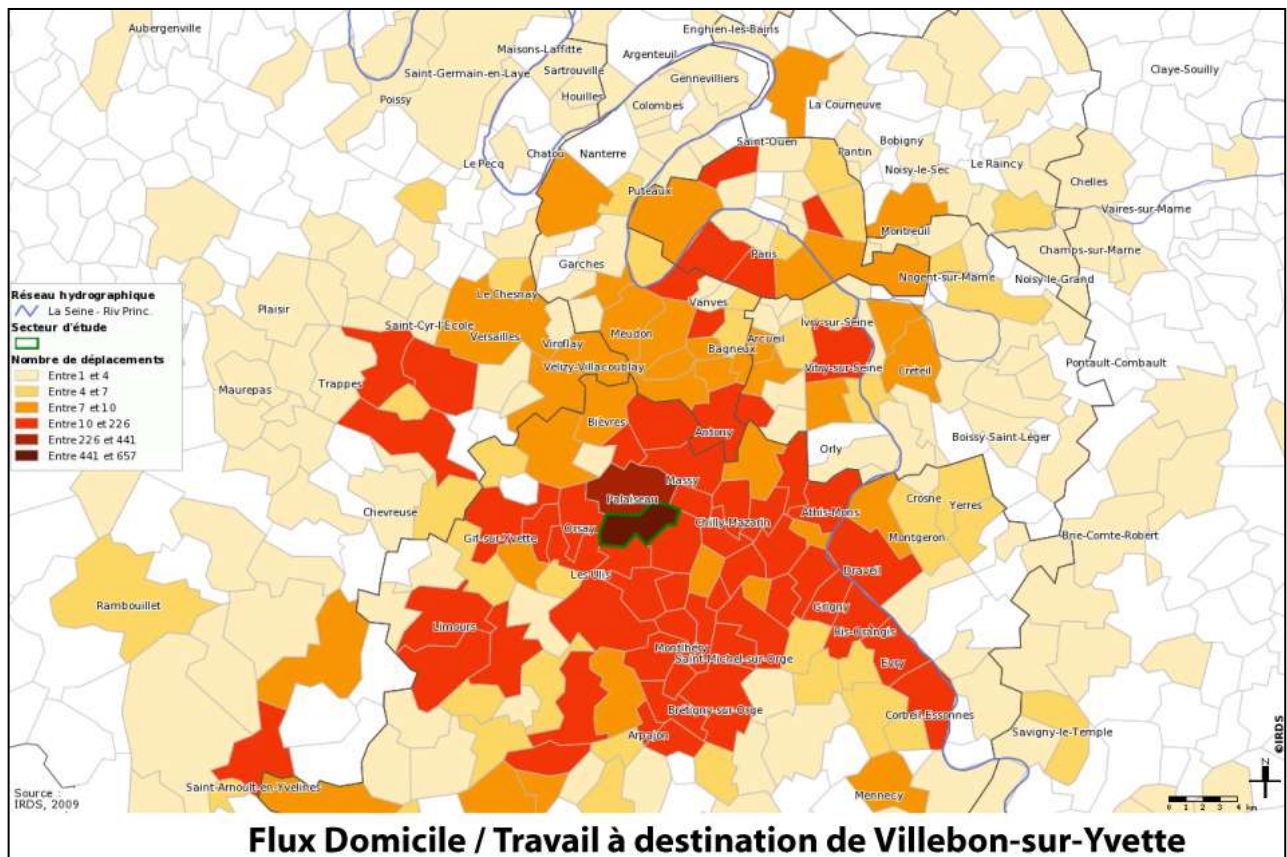 Aubergenville
Enghien-les-Bains
Maisons-Laffitte
Argenteuil
Claye-Souilly
Saint-Germain-en-Laye
Sartrouville
Gennevilliers
Poissy
Houilles
Colombes
La Courneuve
Saint-Ouen
Bobigny
Chatou
Nanterre
Pantin
Le Pecq
Noisy-le-Sec
Le Raincy
Chelles
Puteaux
Vaires-sur-Marne
Montreuil
Paris
Champs-sur-Marne
Garches
Nogent-sur-Marne
Noisy-le-Grand
Réseau hydrographique
La Seine - Riv Princ.
Secteur d'étude
Nombre de déplacements
Entre 1 et 4
Entre 4 et 7
Entre 7 et 10
Entre 10 et 226
Entre 226 et 441
Entre 441 et 657
Le Chesnay
Plaisir
Vanves
Saint-Cyr-l'École
Ivry-sur-Seine
Versailles
Viroflay
Meudon
Arcueil
Bagneux
Pontault-Combault
Vélizy-Villacoublay
Vitry-sur-Seine
Créteil
Trappes
Maurepas
Bièvres
Antony
Boissy-Saint-Léger
Orly
Massy
Palaiseau
Crosne
Yerres
Chevreuse
Chilly-Mazarin
Athis-Mons
Orsay
Gif-sur-Yvette
Montgeron
Brie-Comte-Robert
Les Ulis
Draveil
Rambouillet
Grigny
Limours
Ris-Orangis
Montlhéry
Saint-Michel-sur-Orge
Evry
Brétigny-sur-Orge
Corbeil-Essonnes
Arpajon
Savigny-le-Temple
Saint-Arnoult-en-Yvelines
Mennecy
©IRDS
N
0 1 2 3 4 km
Source :
IRDS, 2009
Flux Domicile / Travail à destination de Villebon-sur-Yvette